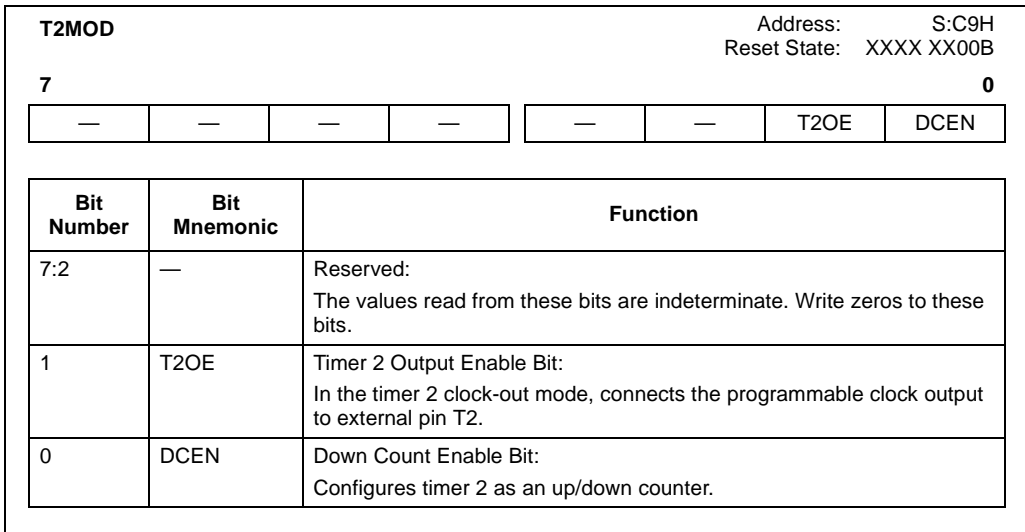 T2MOD Address: S:C9H
Reset State: XXXX XX00B
7 0
— — — — — — T2OE DCEN
Bit Number Bit Mnemonic Function
7:2 — Reserved:
The values read from these bits are indeterminate. Write zeros to these
bits.
1 T2OE Timer 2 Output Enable Bit:
In the timer 2 clock-out mode, connects the programmable clock output
to external pin T2.
0 DCEN Down Count Enable Bit:
Configures timer 2 as an up/down counter.